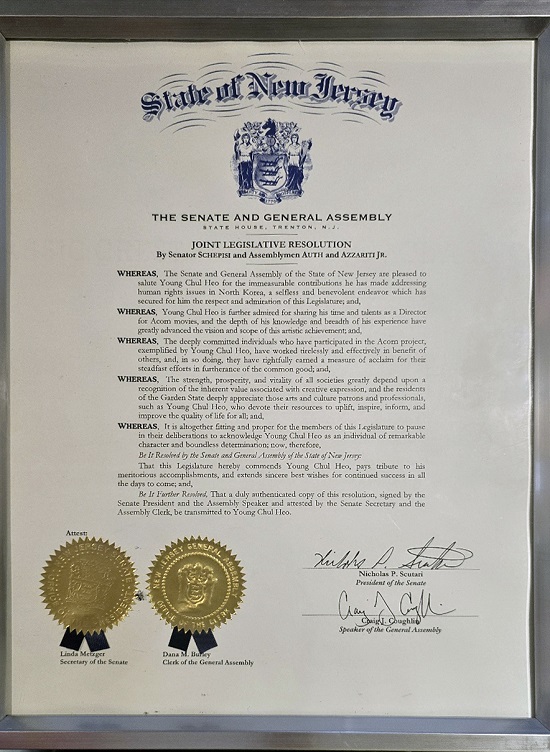 State of New Jersey
THE SENATE AND GENERAL ASSEMBLY
STATE HOUSE, TRENTON, N.J.
JOINT LEGISLATIVE RESOLUTION
By Senator SCHEPISI and Assemblymen AUTH and AZZARITI JR.
WHEREAS, The Senate and General Assembly of the State of New Jersey are pleased to
salute Young Chul Heo for the immeasurable contributions he has made addressing
human rights issues in North Korea, a selfless and benevolent endeavor which has
secured for him the respect and admiration of this Legislature; and,
WHEREAS, Young Chul Heo is further admired for sharing his time and talents as a Director
for Acorn movies, and the depth of his knowledge and breadth of his experience have
greatly advanced the vision and scope of this artistic achievement; and,
WHEREAS, The deeply committed individuals who have participated in the Acorn project,
exemplified by Young Chul Heo, have worked tirelessly and effectively in benefit of
others, and, in so doing, they have rightfully earned a measure of acclaim for their
steadfast efforts in furtherance of the common good; and,
WHEREAS, The strength, prosperity, and vitality of all societies greatly depend upon a
recognition of the inherent value associated with creative expression, and the residents
of the Garden State deeply appreciate those arts and culture patrons and professionals,
such as Young Chul Heo, who devote their resources to uplift, inspire, inform, and
improve the quality of life for all; and,
WHEREAS, It is altogether fitting and proper for the members of this Legislature to pause
in their deliberations to acknowledge Young Chul Heo as an individual of remarkable
character and boundless determination; now, therefore,
Be It Resolved by the Senate and General Assembly of the State of New Jersey:
That this Legislature hereby commends Young Chul Heo, pays tribute to his
meritorious accomplishments, and extends sincere best wishes for continued success in all
the days to come; and,
Be It Further Resolved, That a duly authenticated copy of this resolution, signed by the
Senate President and the Assembly Speaker and attested by the Senate Secretary and the
Assembly Clerk, be transmitted to Young Chul Heo.
Attest:
Nicholas P. Scutari
President of the Senate
Craig J. Coughlin
Speaker of the General Assembly
Linda Metzger
Secretary of the Senate
Dana M. Burley
Clerk of the General Assembly